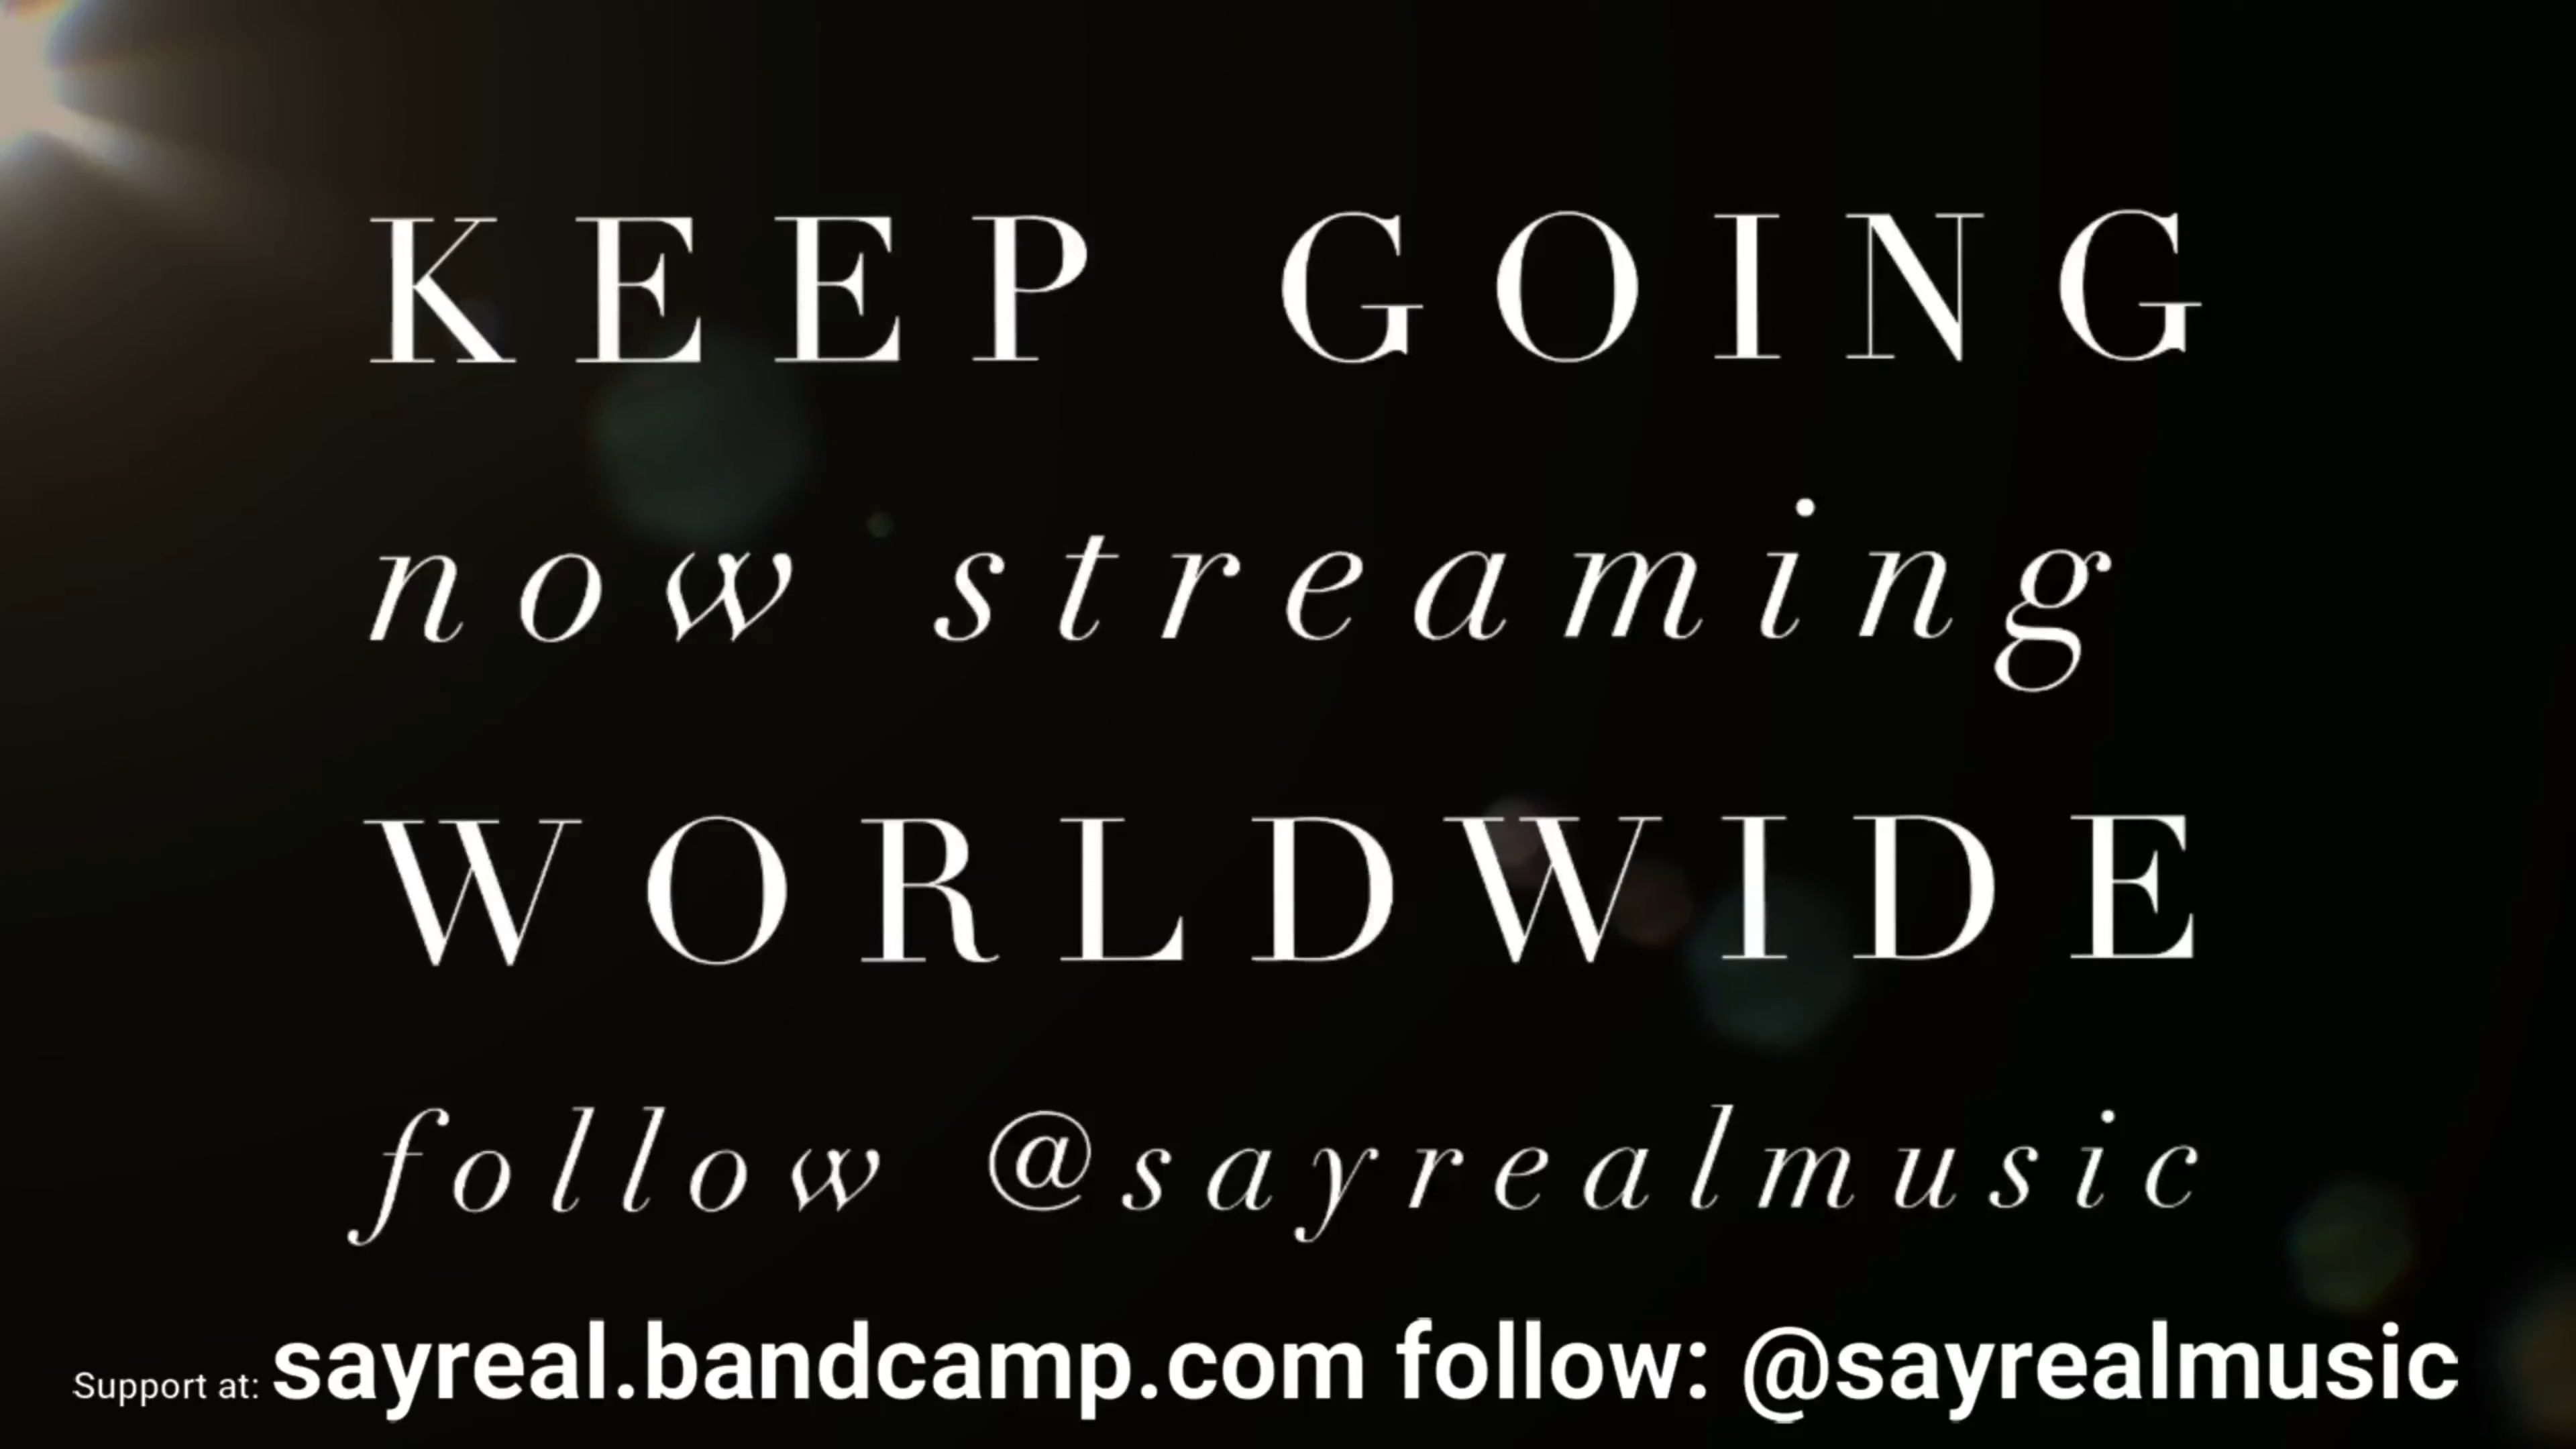 KEEP GOING
now streaming
WORLDWIDE
follow @sayrealmusic
Support at: sayreal.bandcamp.com follow: @sayrealmusic